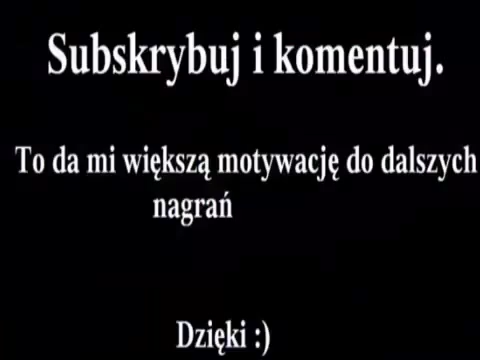 Subskrybuj i komentuj.
To da mi większą motywację do dalszych
nagrań
Dzięki :)